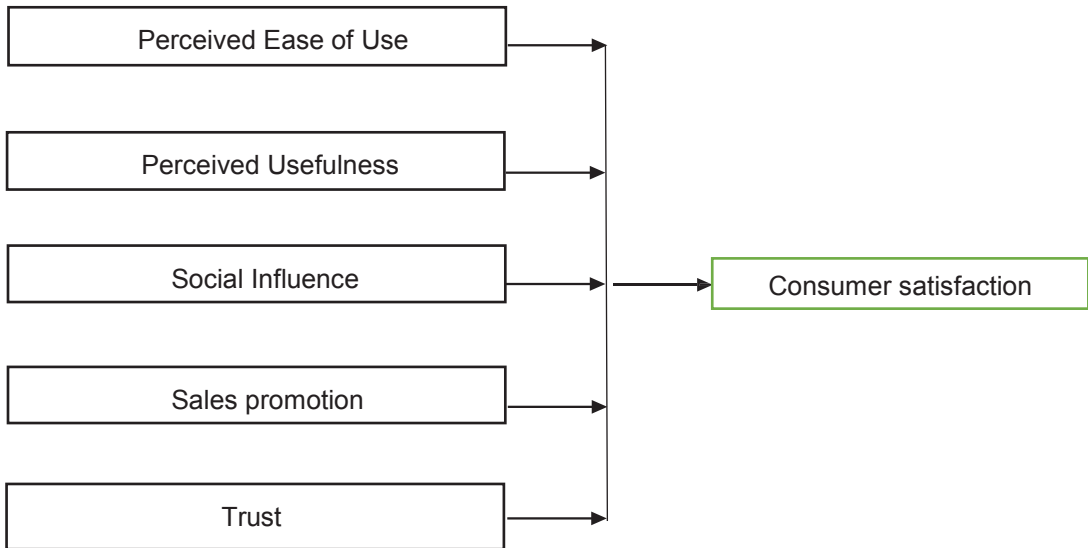 Perceived Ease of Use
Perceived Usefulness
Social Influence
Consumer satisfaction
Sales promotion
Trust